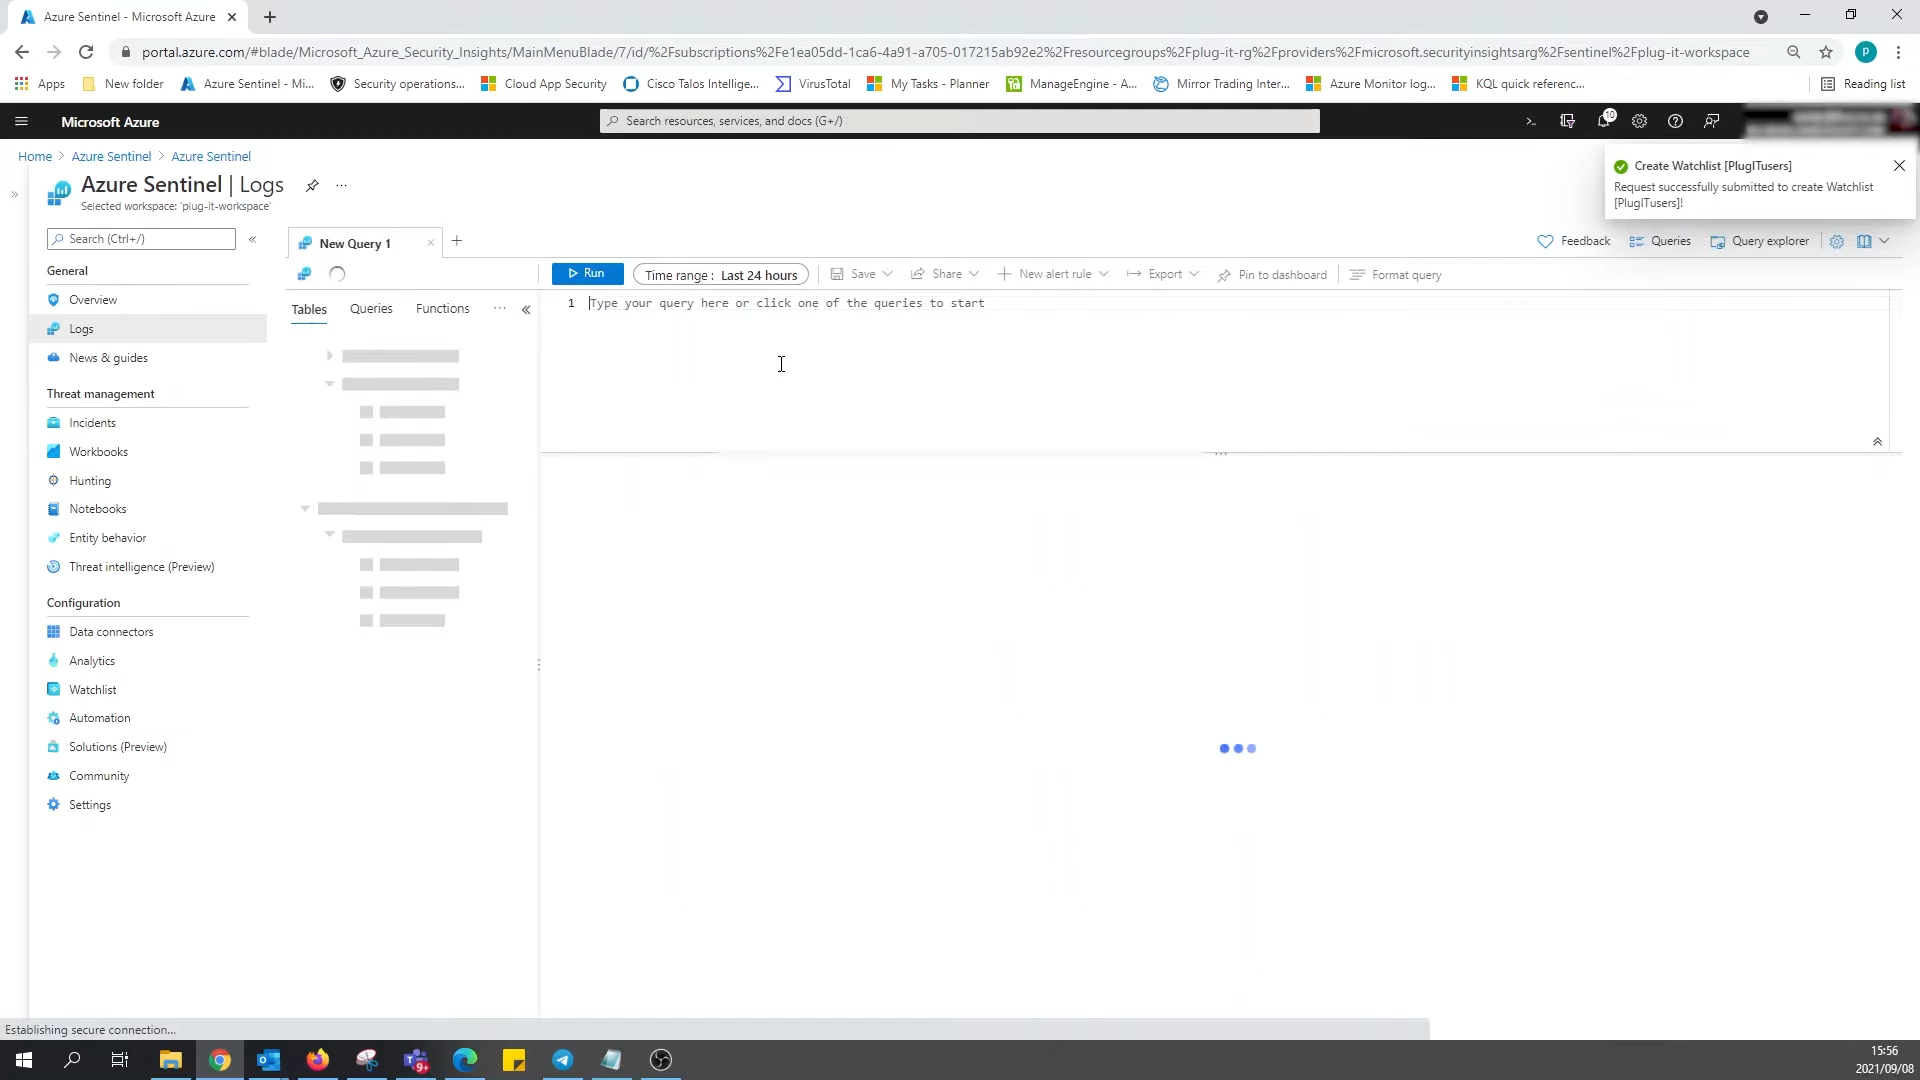 Azure Sentinel - Microsoft Azure
portal.azure.com/#blade/Microsoft_Azure_Security_Insights/MainMenuBlade/7/id/%2Fsubscriptions%2Fe1ea05dd-1ca6-4a91-a705-017215ab92e2%2Fresourcegroups%2Fplug-it-rg%2Fproviders%2Fmicrosoft.securityinsightsarg%2Fsentinel%2Fplug-it-workspace
P
Apps
New folder
Azure Sentinel - Mi...
Security operations...
Cloud App Security
Cisco Talos Intellige...
VirusTotal
My Tasks - Planner
ManageEngine - A...
Mirror Trading Inter...
Azure Monitor log...
KQL quick referenc...
Reading list
Microsoft Azure
Search resources, services, and docs (G+/)
10
Home > Azure Sentinel > Azure Sentinel
Azure Sentinel | Logs
Selected workspace: 'plug-it-workspace'
Create Watchlist [PlugITusers]
Request successfully submitted to create Watchlist
[PlugITusers]!
Search (Ctrl+/)
General
Overview
Logs
News & guides
Threat management
Incidents
Workbooks
Hunting
Notebooks
Entity behavior
Threat intelligence (Preview)
Configuration
Data connectors
Analytics
Watchlist
Automation
Solutions (Preview)
Community
Settings
New Query 1
Feedback
Queries
Query explorer
Run
Time range : Last 24 hours
Save
Share
New alert rule
Export
Pin to dashboard
Format query
Tables
Queries
Functions
1
Type your query here or click one of the queries to start
Establishing secure connection...
9+
15:56
2021/09/08